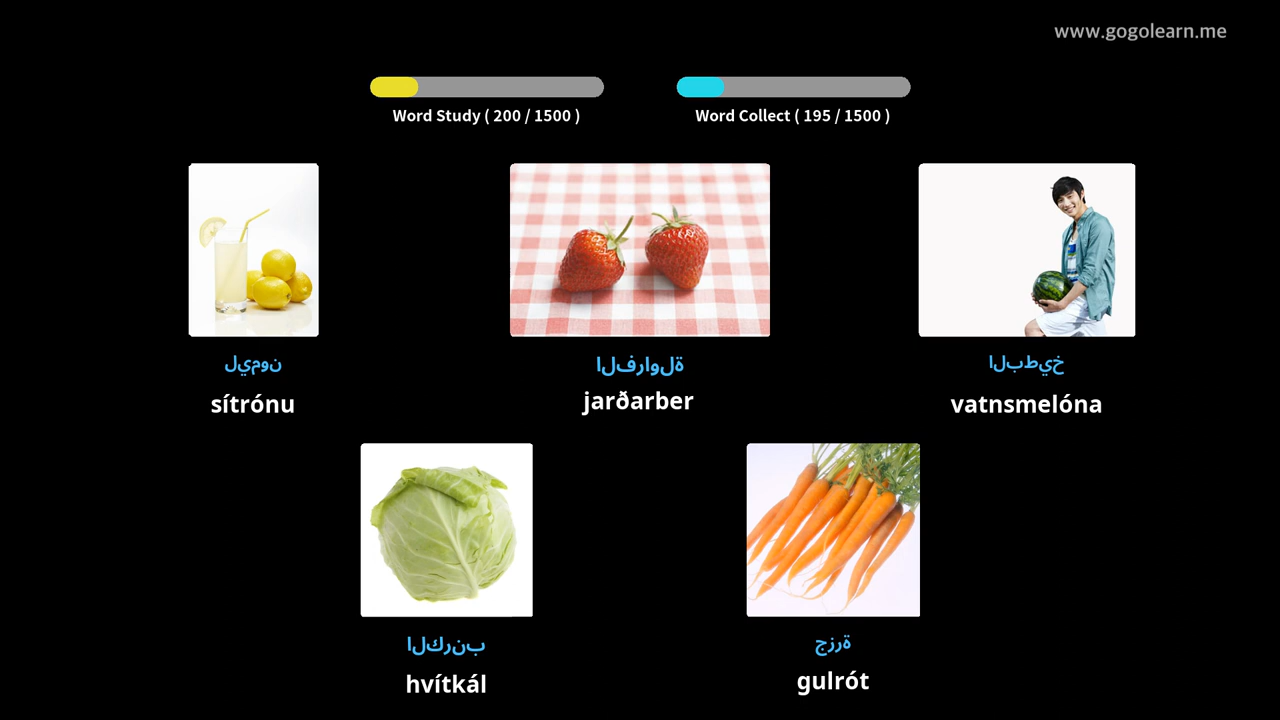 www.gogolearn.me
Word Study ( 200 / 1500 )
Word Collect ( 195 / 1500 )
ليمون
sítrónu
الفراولة
jarðarber
البطيخ
vatnsmelóna
الكرنب
hvítkál
جزرة
gulrót